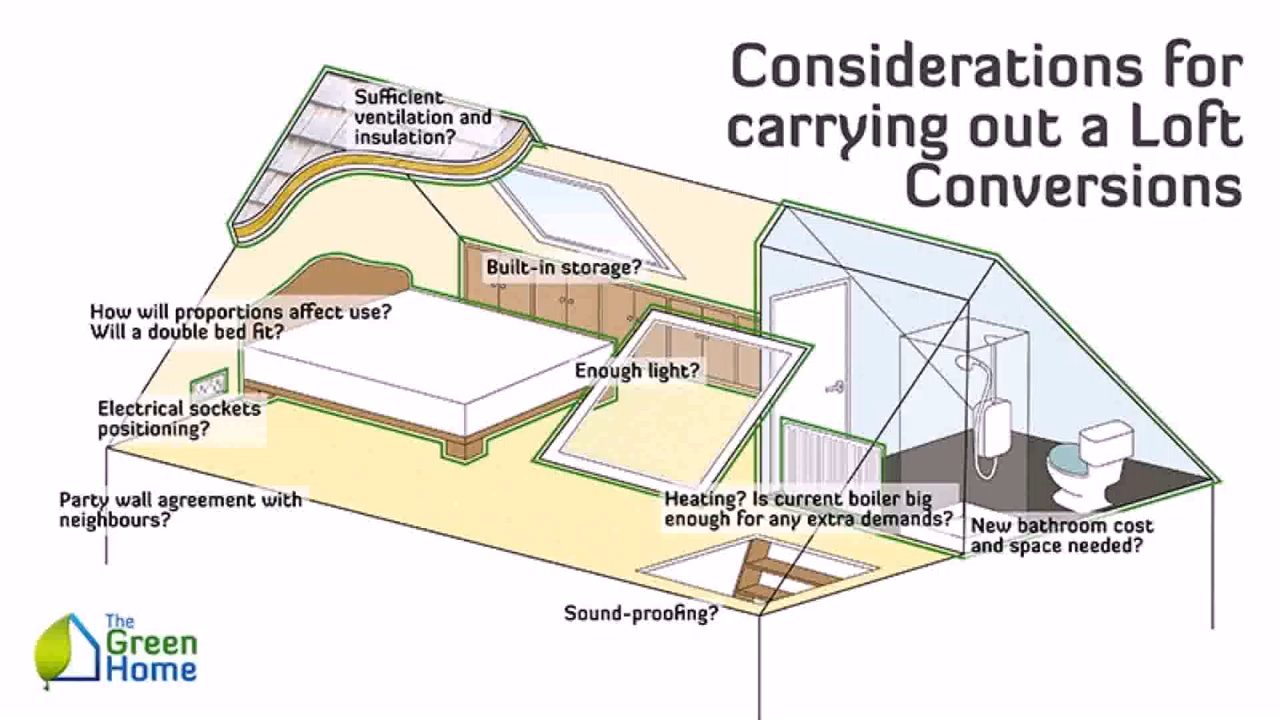 Considerations for
carrying out a Loft
Conversions
Sufficient
ventilation and
insulation?
Built-in storage?
How will proportions affect use?
Will a double bed fit?
Enough light?
Electrical sockets
positioning?
Party wall agreement with
neighbours?
Heating? Is current boiler big
enough for any extra demands?
New bathroom cost
and space needed?
Sound-proofing?
The
Green
Home